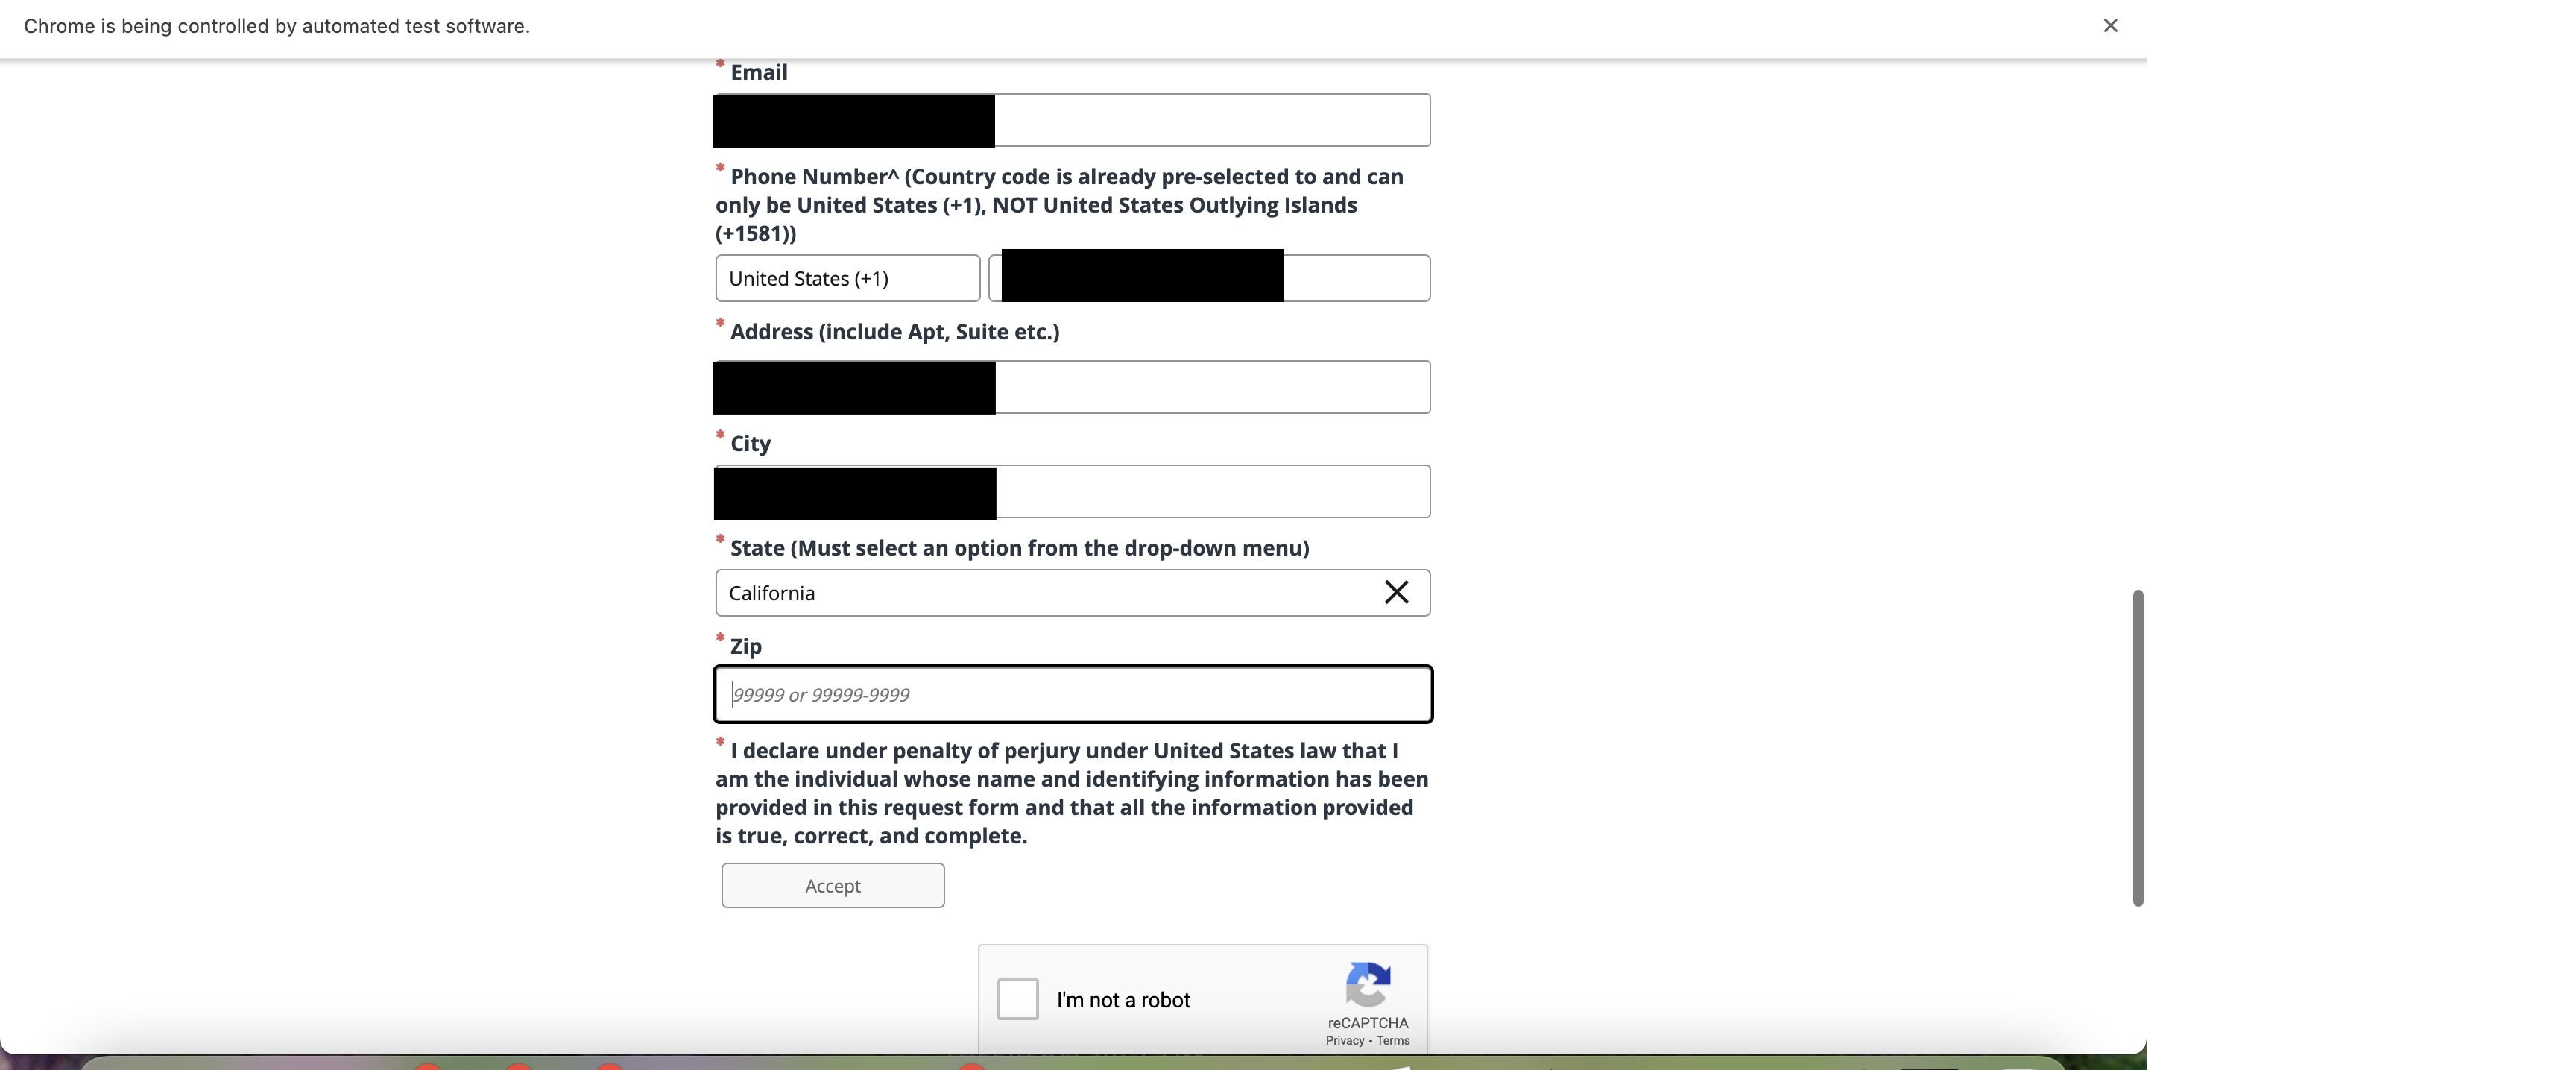 Chrome is being controlled by automated test software.
* Email
* Phone Number^ (Country code is already pre-selected to and can
only be United States (+1), NOT United States Outlying Islands
(+1581))
United States (+1)
* Address (include Apt, Suite etc.)
* City
* State (Must select an option from the drop-down menu)
California
* Zip
99999 or 99999-9999
* I declare under penalty of perjury under United States law that I
am the individual whose name and identifying information has been
provided in this request form and that all the information provided
is true, correct, and complete.
Accept
I'm not a robot
reCAPTCHA
Privacy - Terms